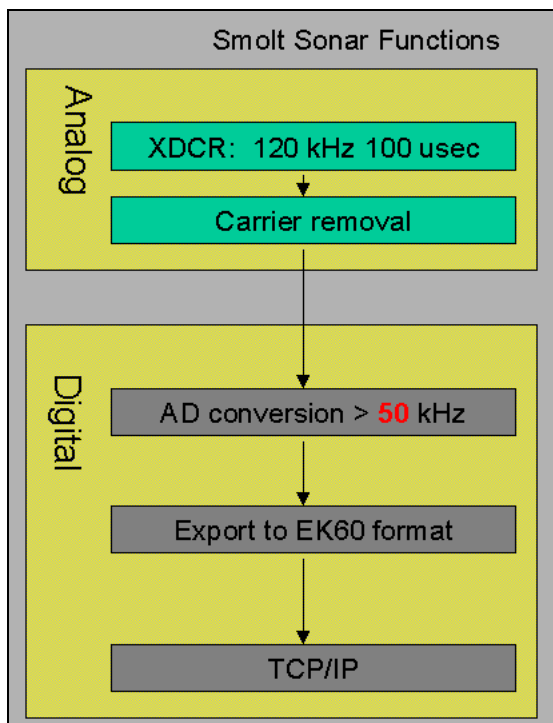 Smolt Sonar Functions
Analog
XDCR: 120 kHz 100 usec
Carrier removal
Digital
AD conversion > 50 kHz
Export to EK60 format
TCP/IP